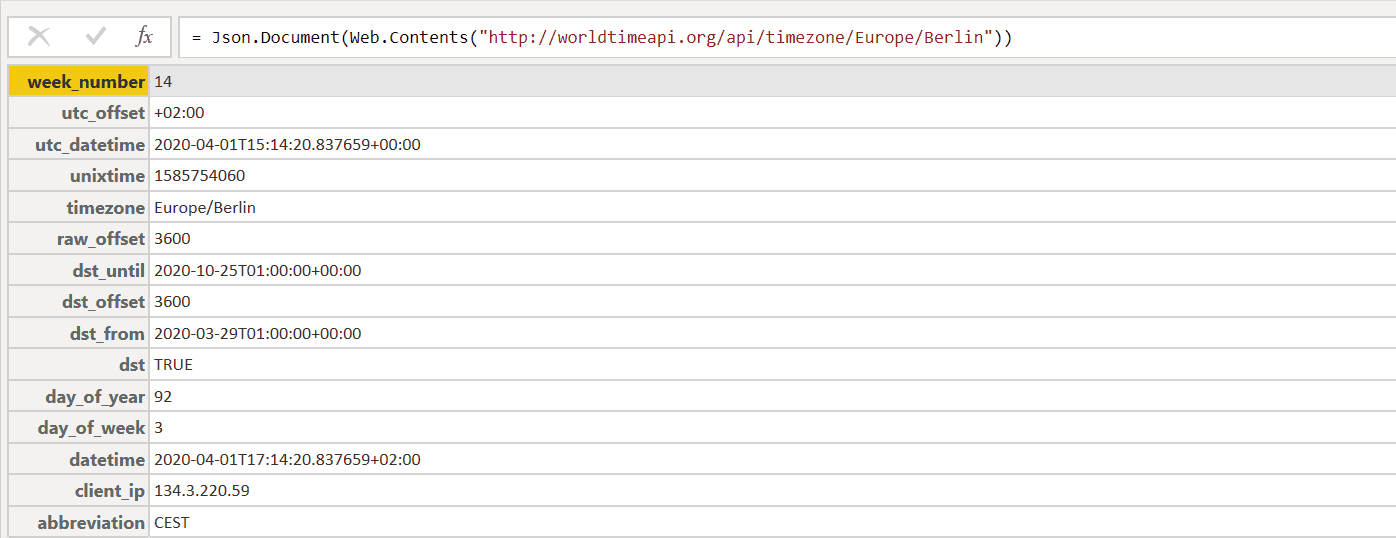 fx = Json.Document(Web.Contents("http://worldtimeapi.org/api/timezone/Europe/Berlin"))
week_number 14
utc_offset +02:00
utc_datetime 2020-04-01T15:14:20.837659+00:00
unixtime 1585754060
timezone Europe/Berlin
raw_offset 3600
dst_until 2020-10-25T01:00:00+00:00
dst_offset 3600
dst_from 2020-03-29T01:00:00+00:00
dst TRUE
day_of_year 92
day_of_week 3
datetime 2020-04-01T17:14:20.837659+02:00
client_ip 134.3.220.59
abbreviation CEST